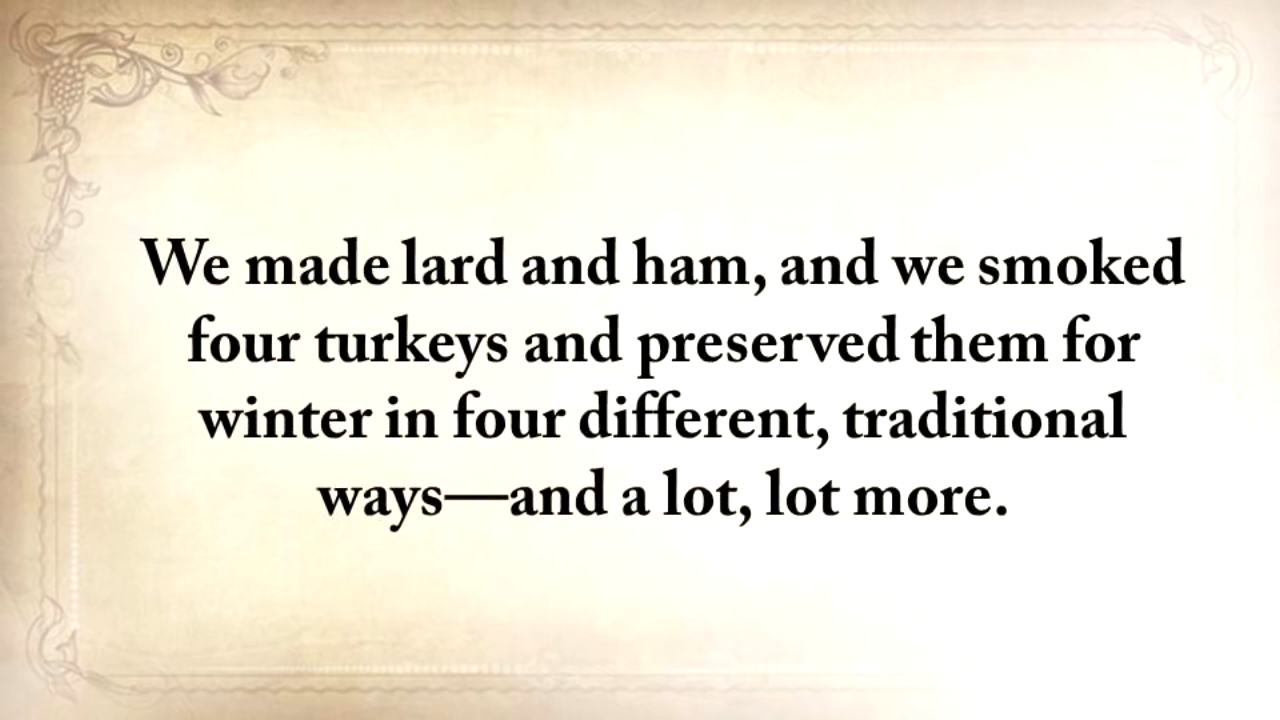 We made lard and ham, and we smoked
four turkeys and preserved them for
winter in four different, traditional
ways—and a lot, lot more.